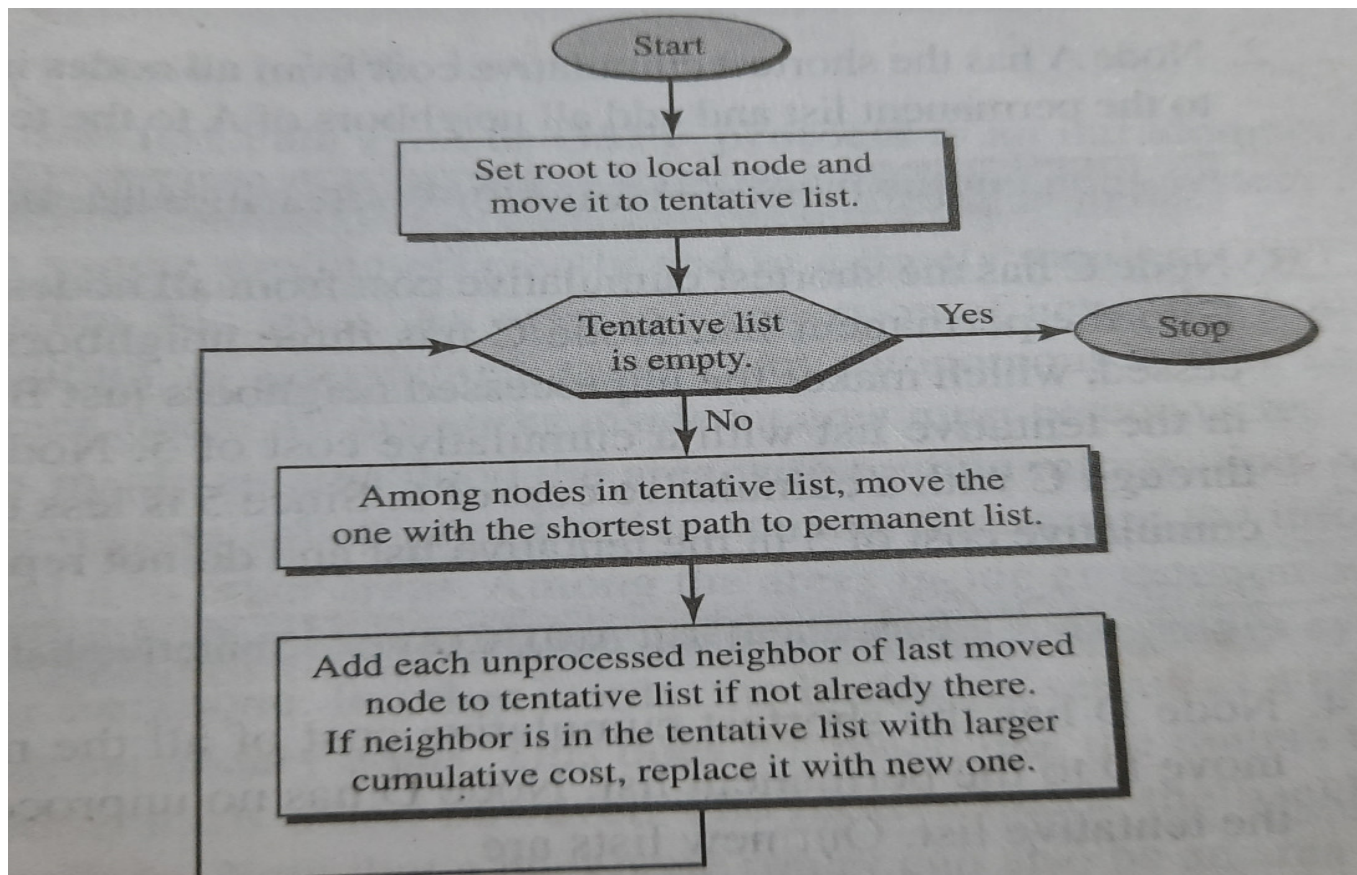 Start
Set root to local node and
move it to tentative list.
Tentative list
is empty.
Yes
Stop
No
Among nodes in tentative list, move the
one with the shortest path to permanent list.
Add each unprocessed neighbor of last moved
node to tentative list if not already there.
If neighbor is in the tentative list with larger
cumulative cost, replace it with new one.